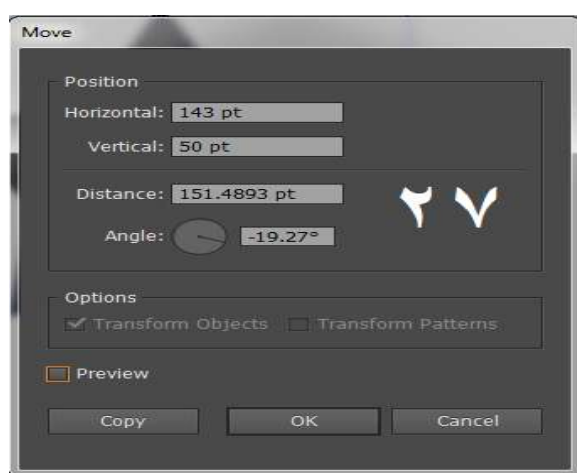 Move
Position
Horizontal: 143 pt
Vertical: 50 pt
Distance: 151.4893 pt
Angle: -19.27°
٢٧
Options
Transform Objects Transform Patterns
Preview
Copy OK Cancel